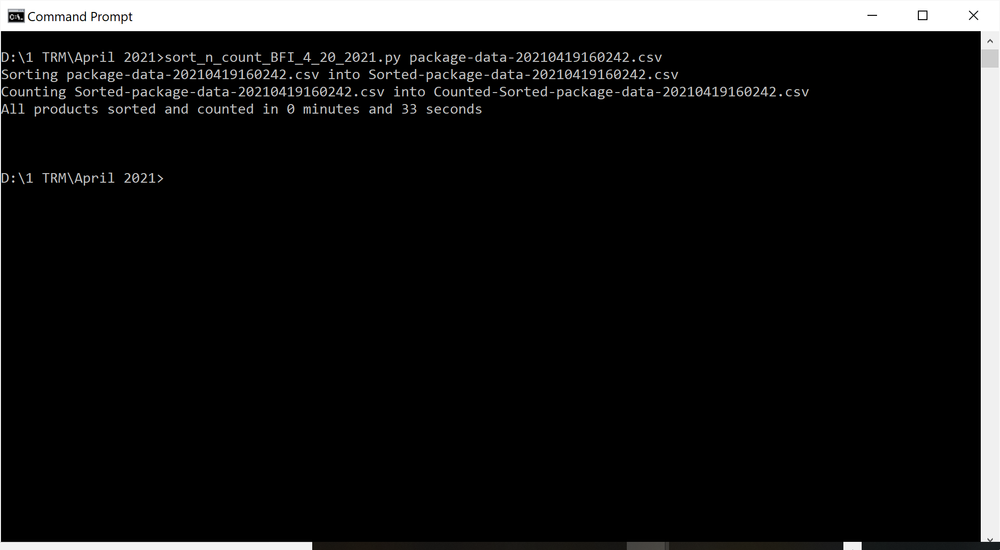 Command Prompt
D:\1 TRM\April 2021>sort_n_count_BFI_4_20_2021.py package-data-20210419160242.csv
Sorting package-data-20210419160242.csv into Sorted-package-data-20210419160242.csv
Counting Sorted-package-data-20210419160242.csv into Counted-Sorted-package-data-20210419160242.csv
All products sorted and counted in 0 minutes and 33 seconds
D:\1 TRM\April 2021>